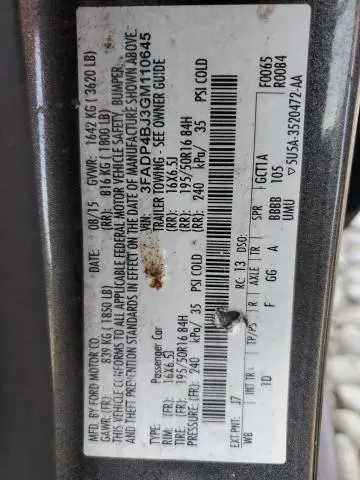 MFD. BY FORD MOTOR CO.
DATE: 08/15 GVWR: 1642 KG ( 3620 LB)
GAWR: (FR): 839 KG (1850 LB) (RR): 816 KG (1800 LB)
THIS VEHICLE CONFORMS TO ALL APPLICABLE FEDERAL MOTOR VEHICLE SAFETY, BUMPER,
AND THEFT PREVENTION STANDARDS IN EFFECT ON THE DATE OF MANUFACTURE SHOWN ABOVE.
VIN: 3FADP4BJ3GM110645
TYPE: Passenger Car TRAILER TOWING - SEE OWNER GUIDE
RIM: (FR): 16X6.5J (RR): 16X6.5J
TIRE: (FR): 195/50R16 84H (RR): 195/50R16 84H
PRESSURE:(FR): 240 kPa/ 35 PSI COLD (RR): 240 kPa/ 35 PSI COLD
F0065
R0084
EXT PNT: J7 RC: 13 DSO:
WB INT TR TP/PS R AXLE TR SPR GCT1A
1D F GG A BBBB 105
UMU
5U5A-3520472-AA